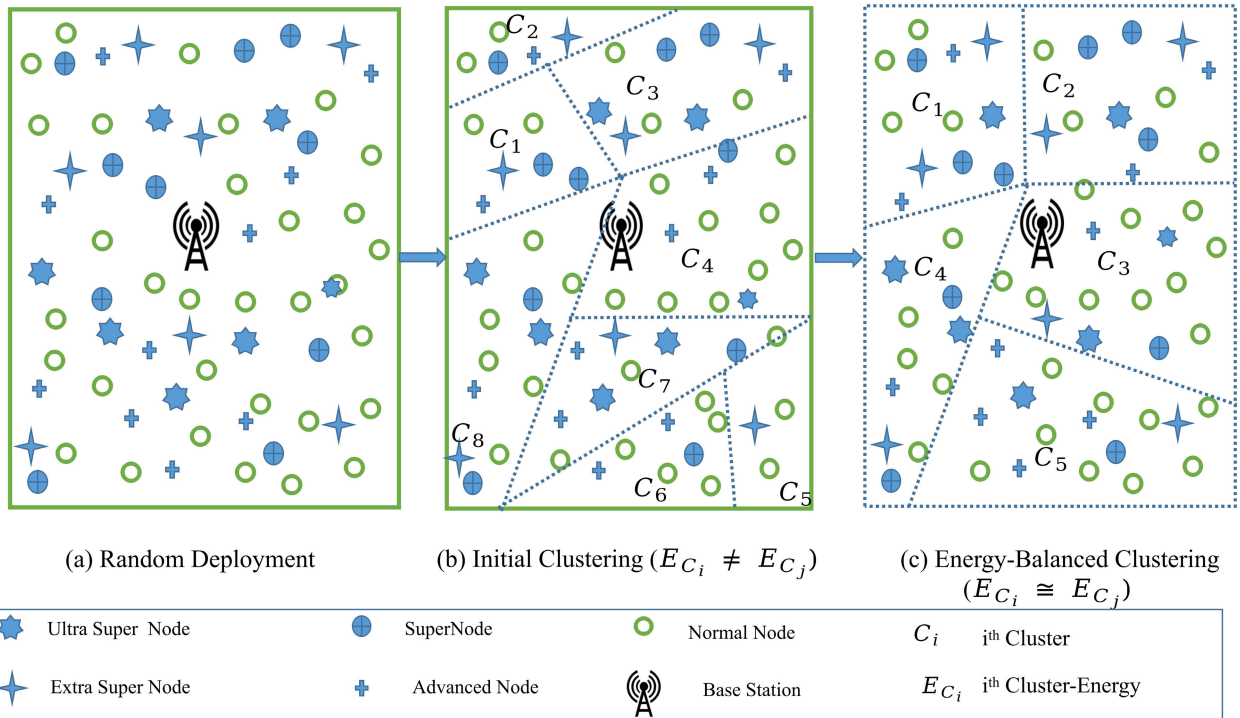 C₂
C₃
C₁
C₄
C₇
C₈
C₆
C₅
C₁
C₂
C₄
C₃
C₅
(a) Random Deployment
(b) Initial Clustering (E_{C_i} ≠ E_{C_j})
(c) Energy-Balanced Clustering
(E_{C_i} ≅ E_{C_j})
Ultra Super Node
SuperNode
Normal Node
C_i i^{th} Cluster
Extra Super Node
Advanced Node
Base Station
E_{C_i} i^{th} Cluster-Energy